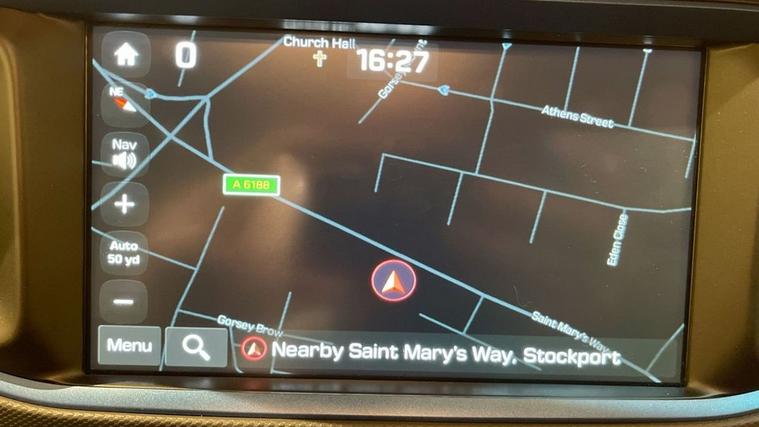 0
Church Hall
16:27
NE
Gorsey
Athens Street
Nav
A 6188
Auto
50 yd
Eden Close
Gorsey Brow
Saint Mary's Way
Menu
Nearby Saint Mary's Way, Stockport